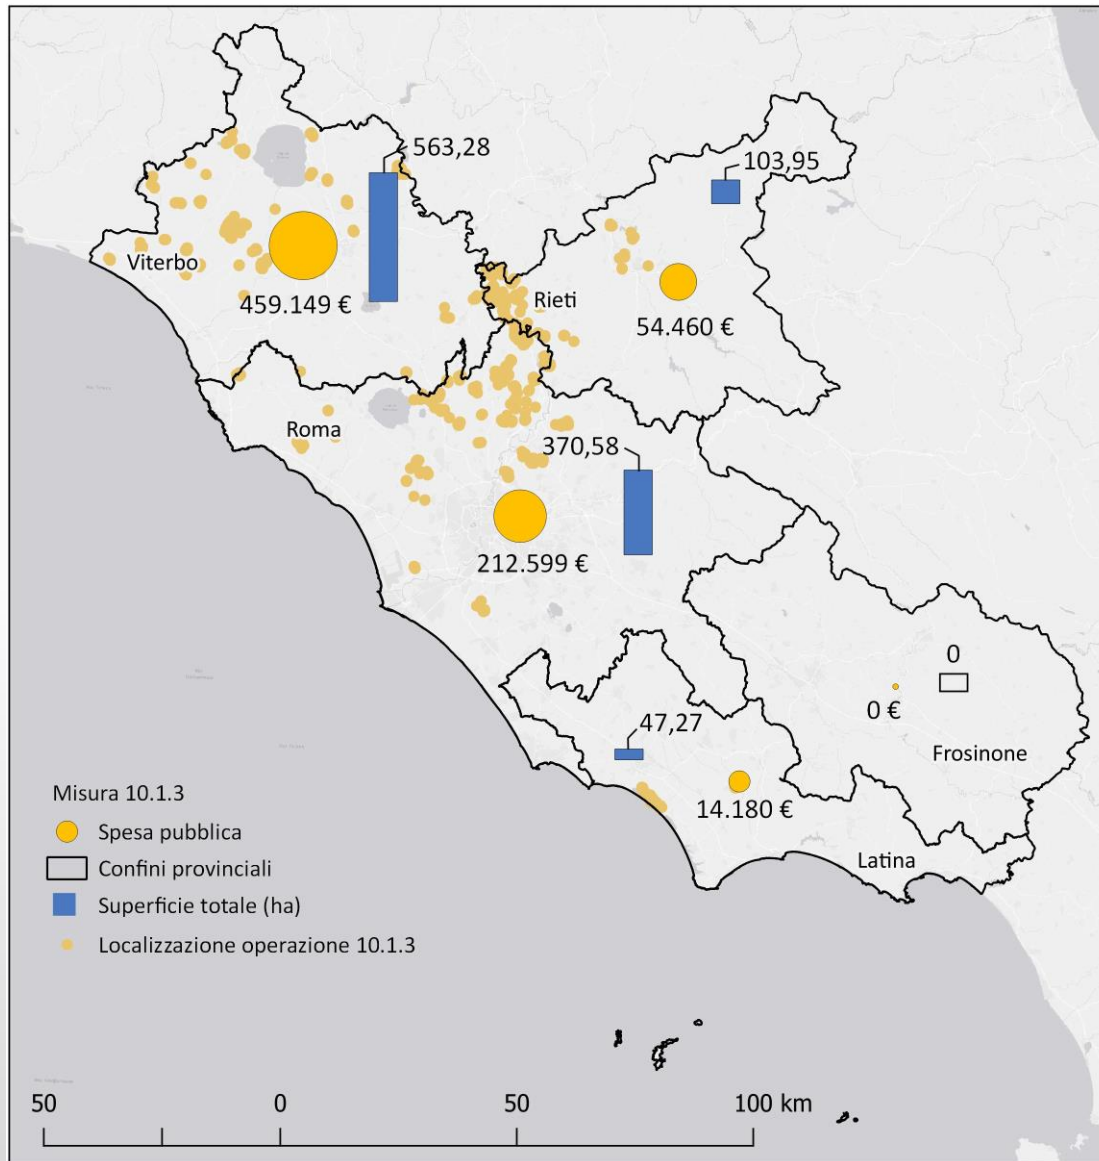 563,28
103,95
Viterbo
459.149 €
Rieti
54.460 €
Roma
370,58
212.599 €
0
0 €
47,27
Frosinone
14.180 €
Latina
Misura 10.1.3
Spesa pubblica
Confini provinciali
Superficie totale (ha)
Localizzazione operazione 10.1.3
50 0 50 100 km